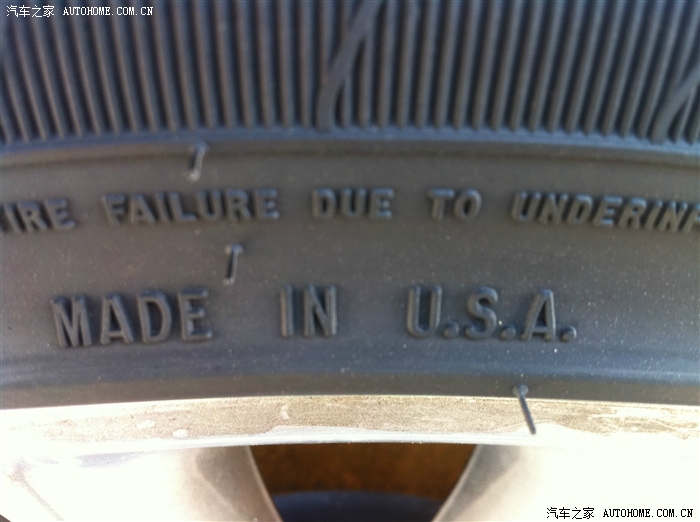 汽车之家 AUTOHOME.COM.CN
IRE FAILURE DUE TO UNDERINF
MADE IN U.S.A.
汽车之家 AUTOHOME.COM.CN